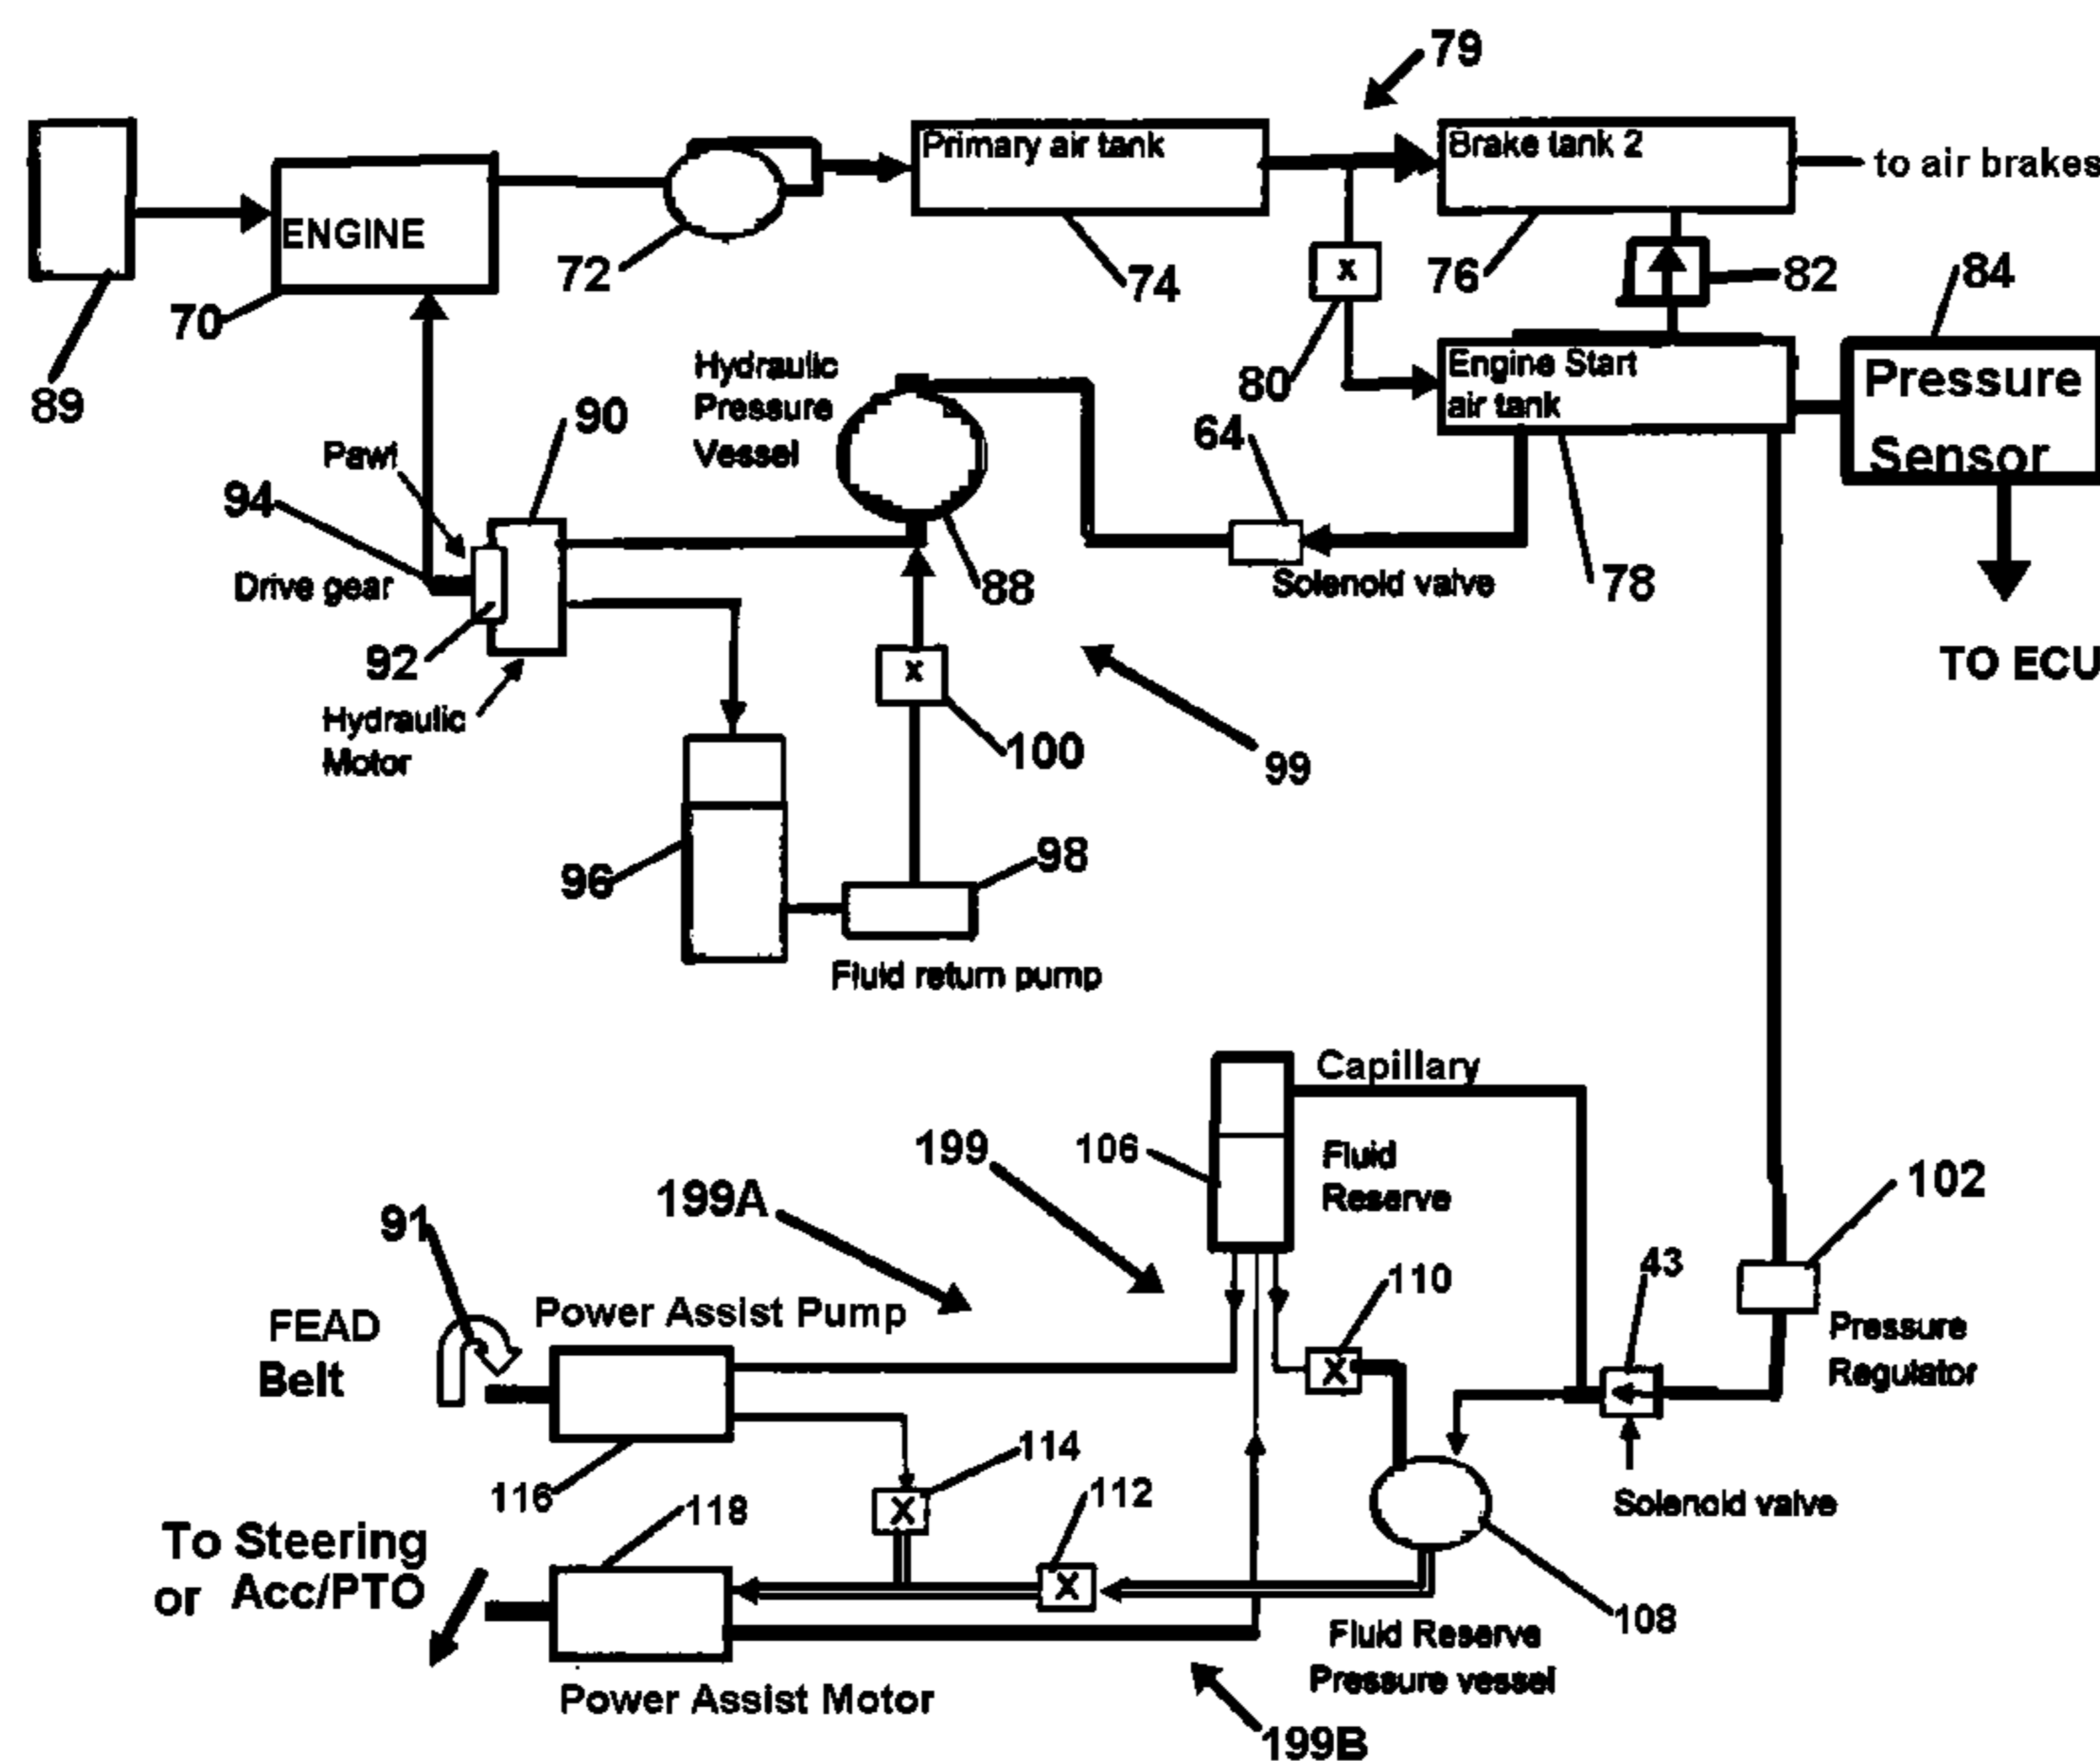 79
Primary air tank
Brake tank 2
to air brakes
ENGINE
72
74
76
82
84
70
x
80
89
Hydraulic
Pressure
Vessel
Engine Start
air tank
Pressure
Sensor
90
64
Pawl
94
Drive gear
88
Solenoid valve
78
92
x
TO ECU
Hydraulic
Motor
100
99
96
98
Fluid return pump
Capillary
106
Fluid
Reserve
199
199A
102
91
43
110
FEAD
Belt
Power Assist Pump
Pressure
Regulator
X
114
116
118
X
112
Solenoid valve
To Steering
or Acc/PTO
X
108
Fluid Reserve
Pressure vessel
Power Assist Motor
199B